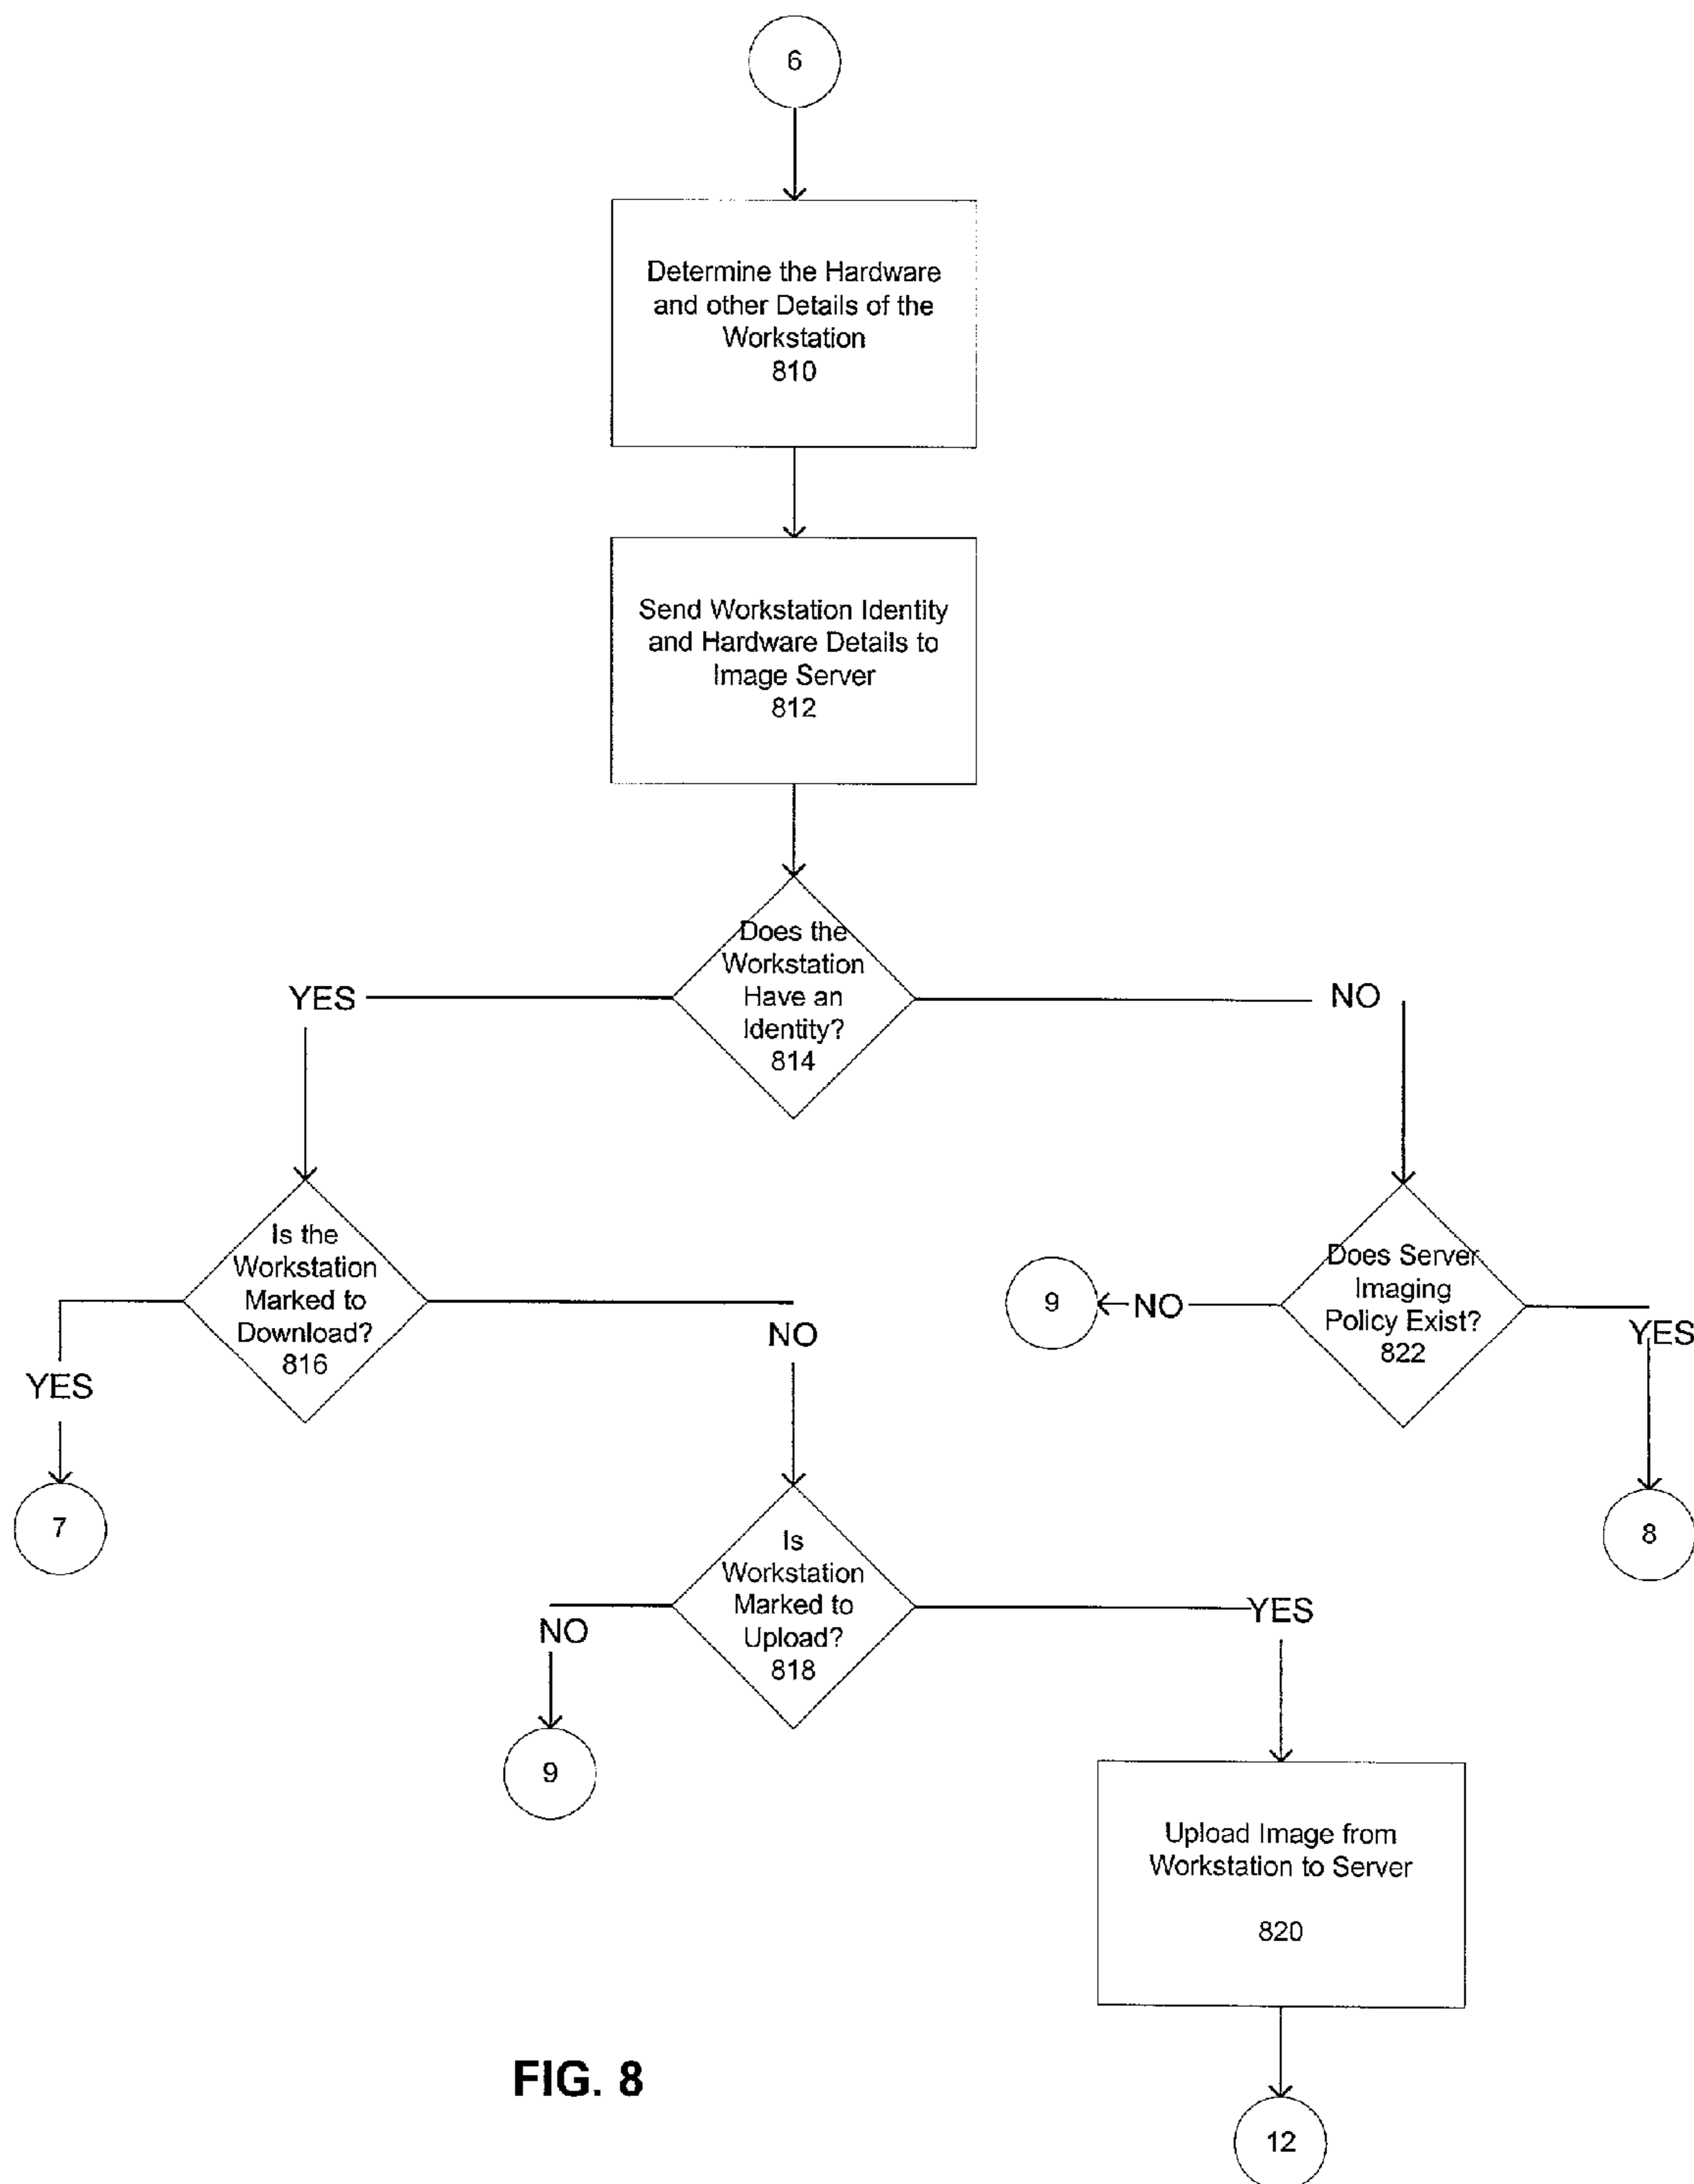 6
Determine the Hardware
and other Details of the
Workstation
810
Send Workstation Identity
and Hardware Details to
Image Server
812
Does the
Workstation
Have an
Identity?
814
YES
NO
Is the
Workstation
Marked to
Download?
816
YES
NO
7
Does Server
Imaging
Policy Exist?
822
NO
9
YES
8
Is
Workstation
Marked to
Upload?
818
NO
9
YES
Upload Image from
Workstation to Server
820
12
FIG. 8